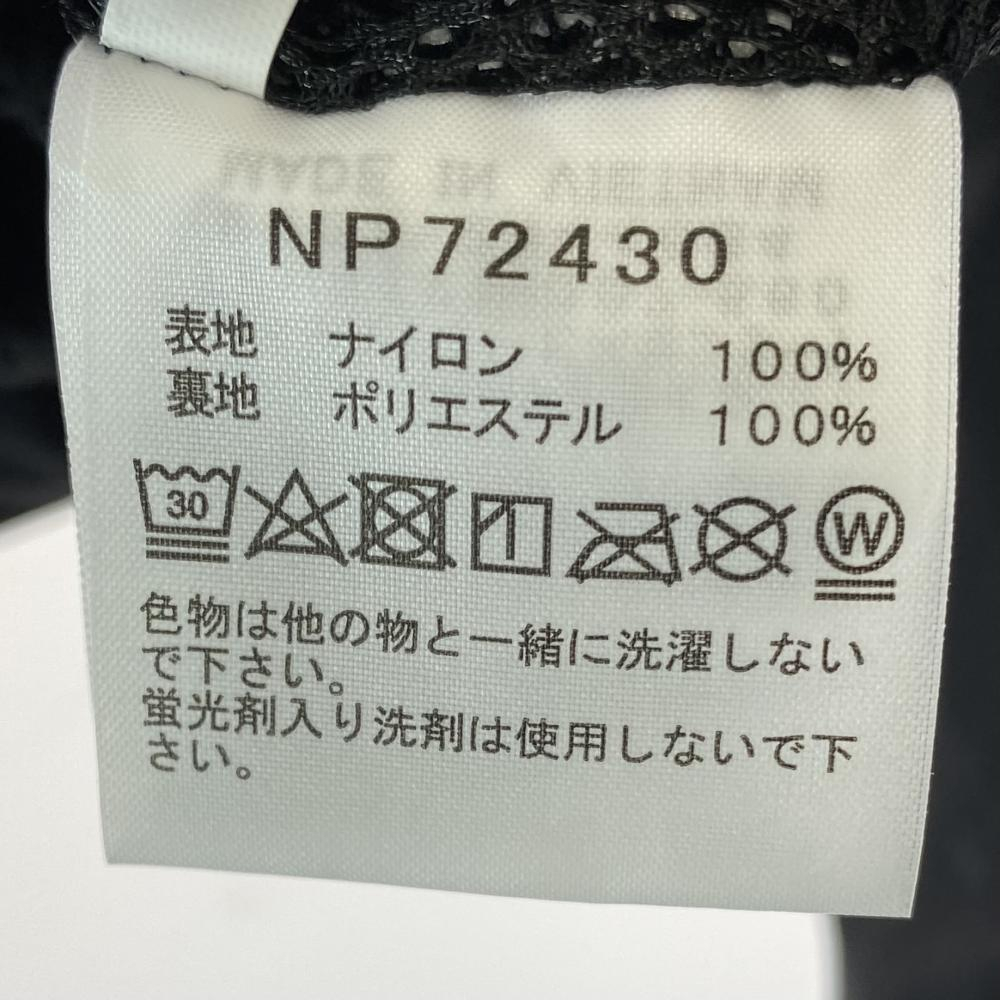 NP72430
表地 ナイロン 100%
裏地 ポリエステル 100%
30
W
色物は他の物と一緒に洗濯しない
で下さい。
蛍光剤入り洗剤は使用しないで下
さい。